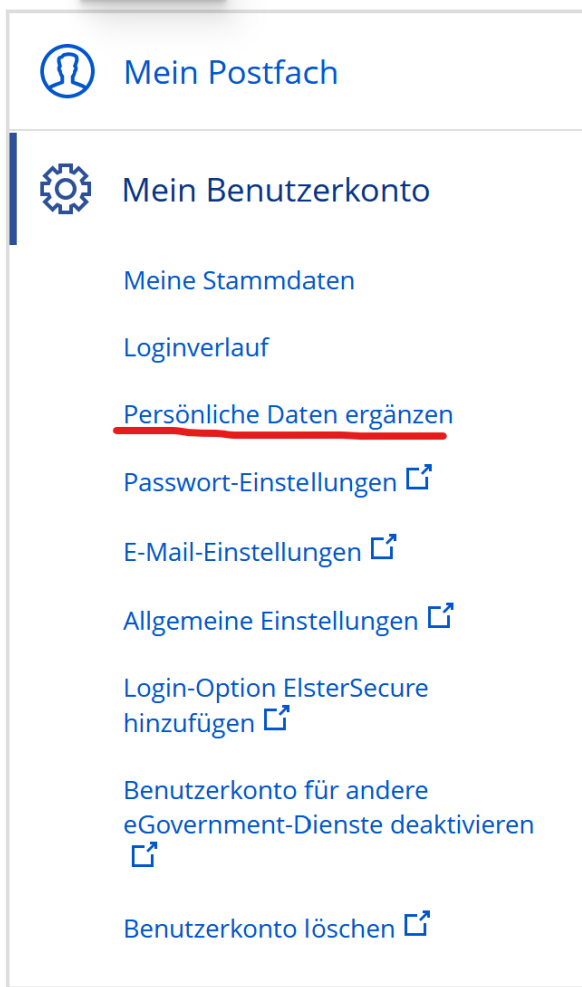 Mein Postfach
Mein Benutzerkonto
Meine Stammdaten
Loginverlauf
Persönliche Daten ergänzen
Passwort-Einstellungen
E-Mail-Einstellungen
Allgemeine Einstellungen
Login-Option ElsterSecure
hinzufügen
Benutzerkonto für andere
eGovernment-Dienste deaktivieren
Benutzerkonto löschen